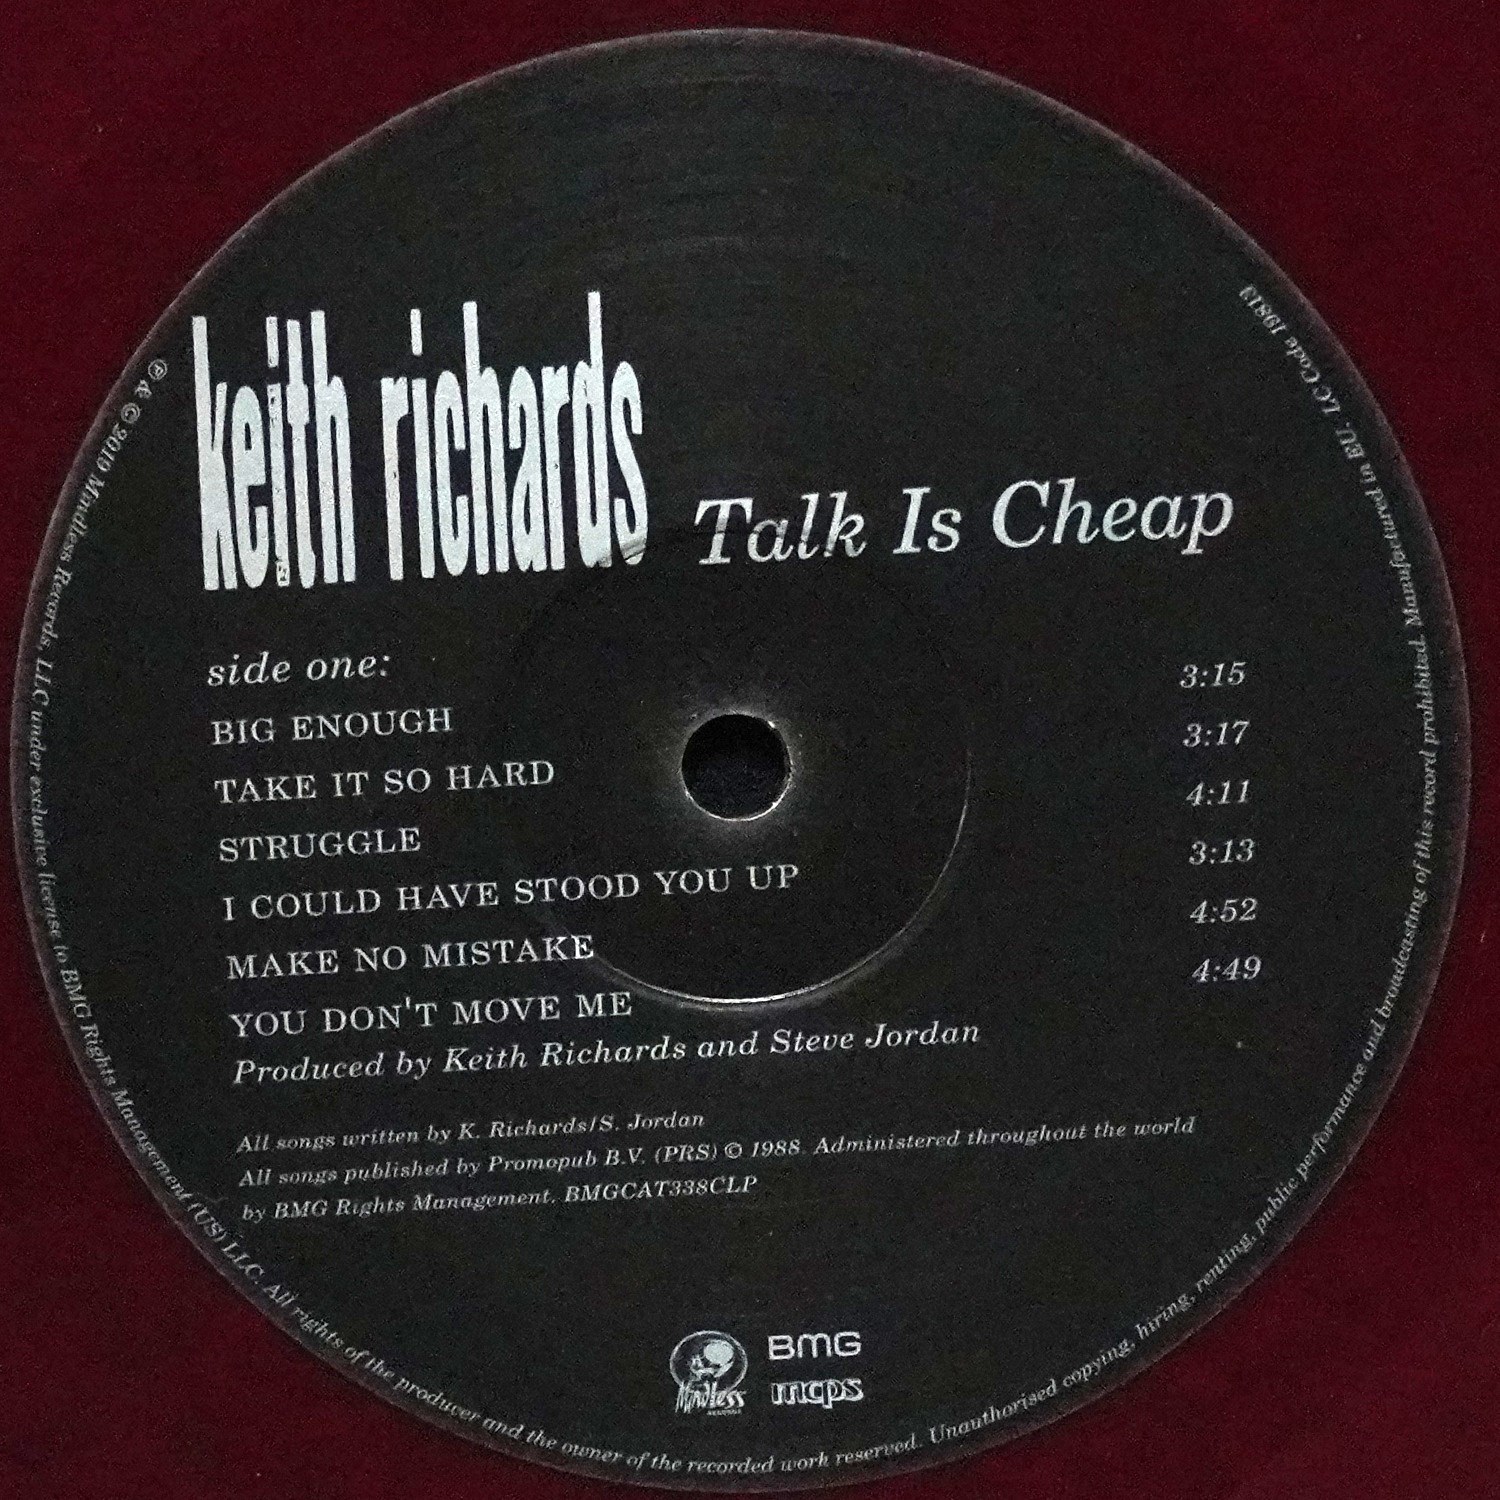 keith richards Talk Is Cheap
side one:
BIG ENOUGH 3:15
TAKE IT SO HARD 3:17
STRUGGLE 4:11
I COULD HAVE STOOD YOU UP 3:13
MAKE NO MISTAKE 4:52
YOU DON'T MOVE ME 4:49
Produced by Keith Richards and Steve Jordan
All songs written by K. Richards/S. Jordan
All songs published by Promopub B.V. (PRS) © 1988. Administered throughout the world
by BMG Rights Management. BMGCAT338CLP
Mindless
BMG
mcps
℗ & © 2019 Mindless Records, LLC under exclusive license to BMG Rights Management (US) LLC. All rights of the producer and the owner of the recorded work reserved. Unauthorised copying, hiring, renting, public performance and broadcasting of this record prohibited. Manufactured in EU. LC Code 19813